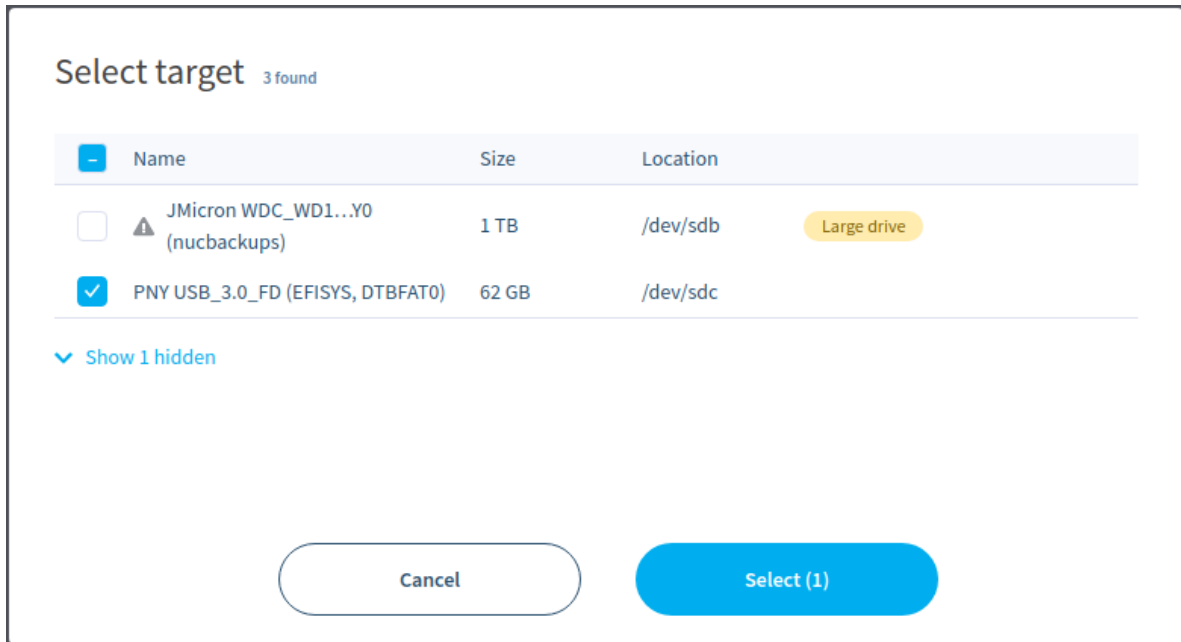 Select target 3 found
Name Size Location
JMicron WDC_WD1...Y0
(nucbackups) 1 TB /dev/sdb Large drive
PNY USB_3.0_FD (EFISYS, DTBFAT0) 62 GB /dev/sdc
Show 1 hidden
Cancel Select (1)